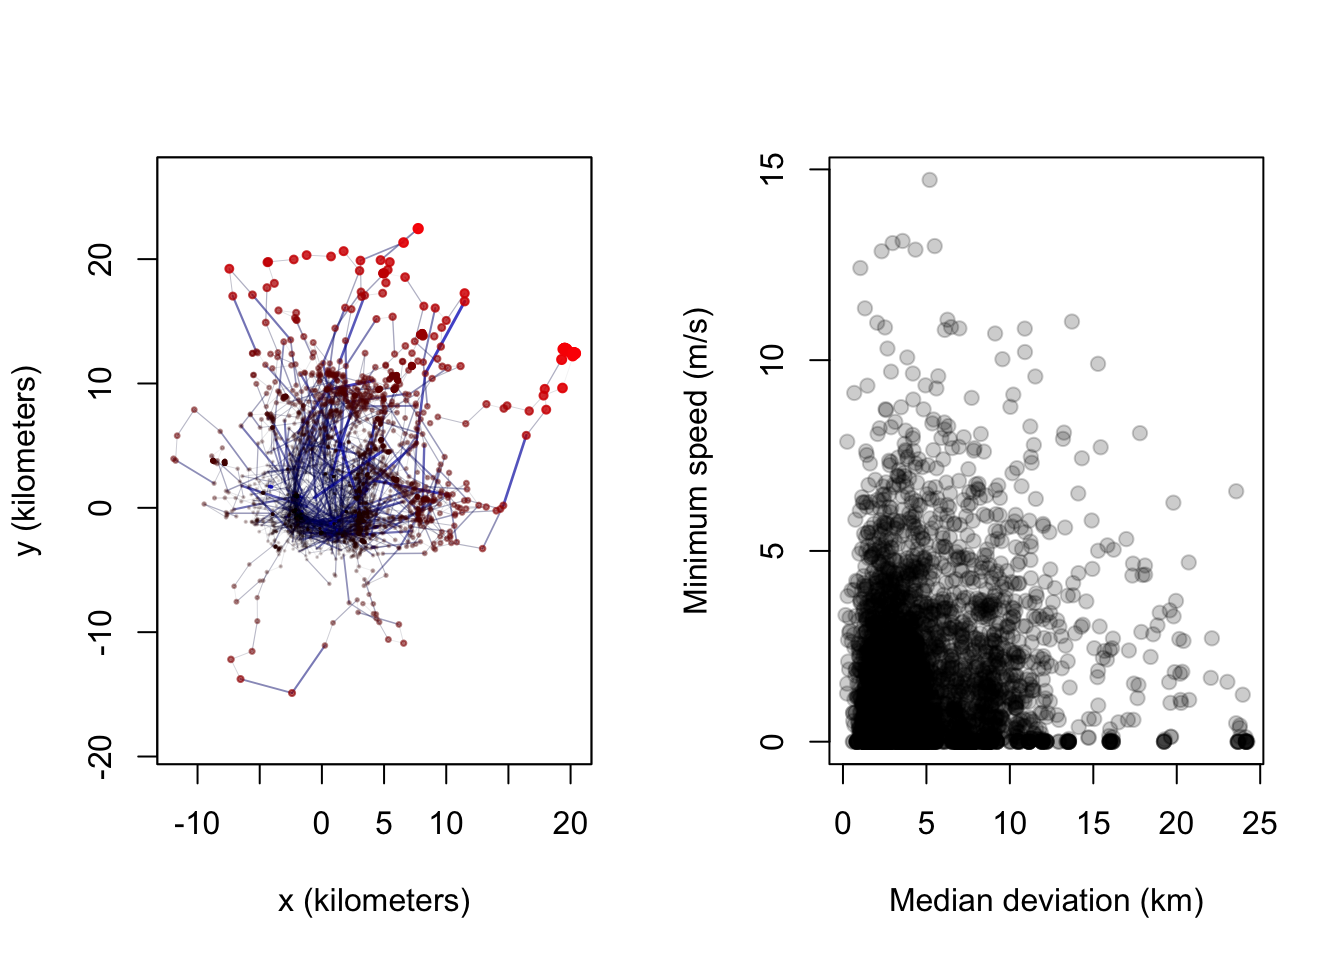 y (kilometers)
20
10
0
-10
-20
-10 0 5 10 20
x (kilometers)
Minimum speed (m/s)
15
10
5
0
0 5 10 15 20 25
Median deviation (km)